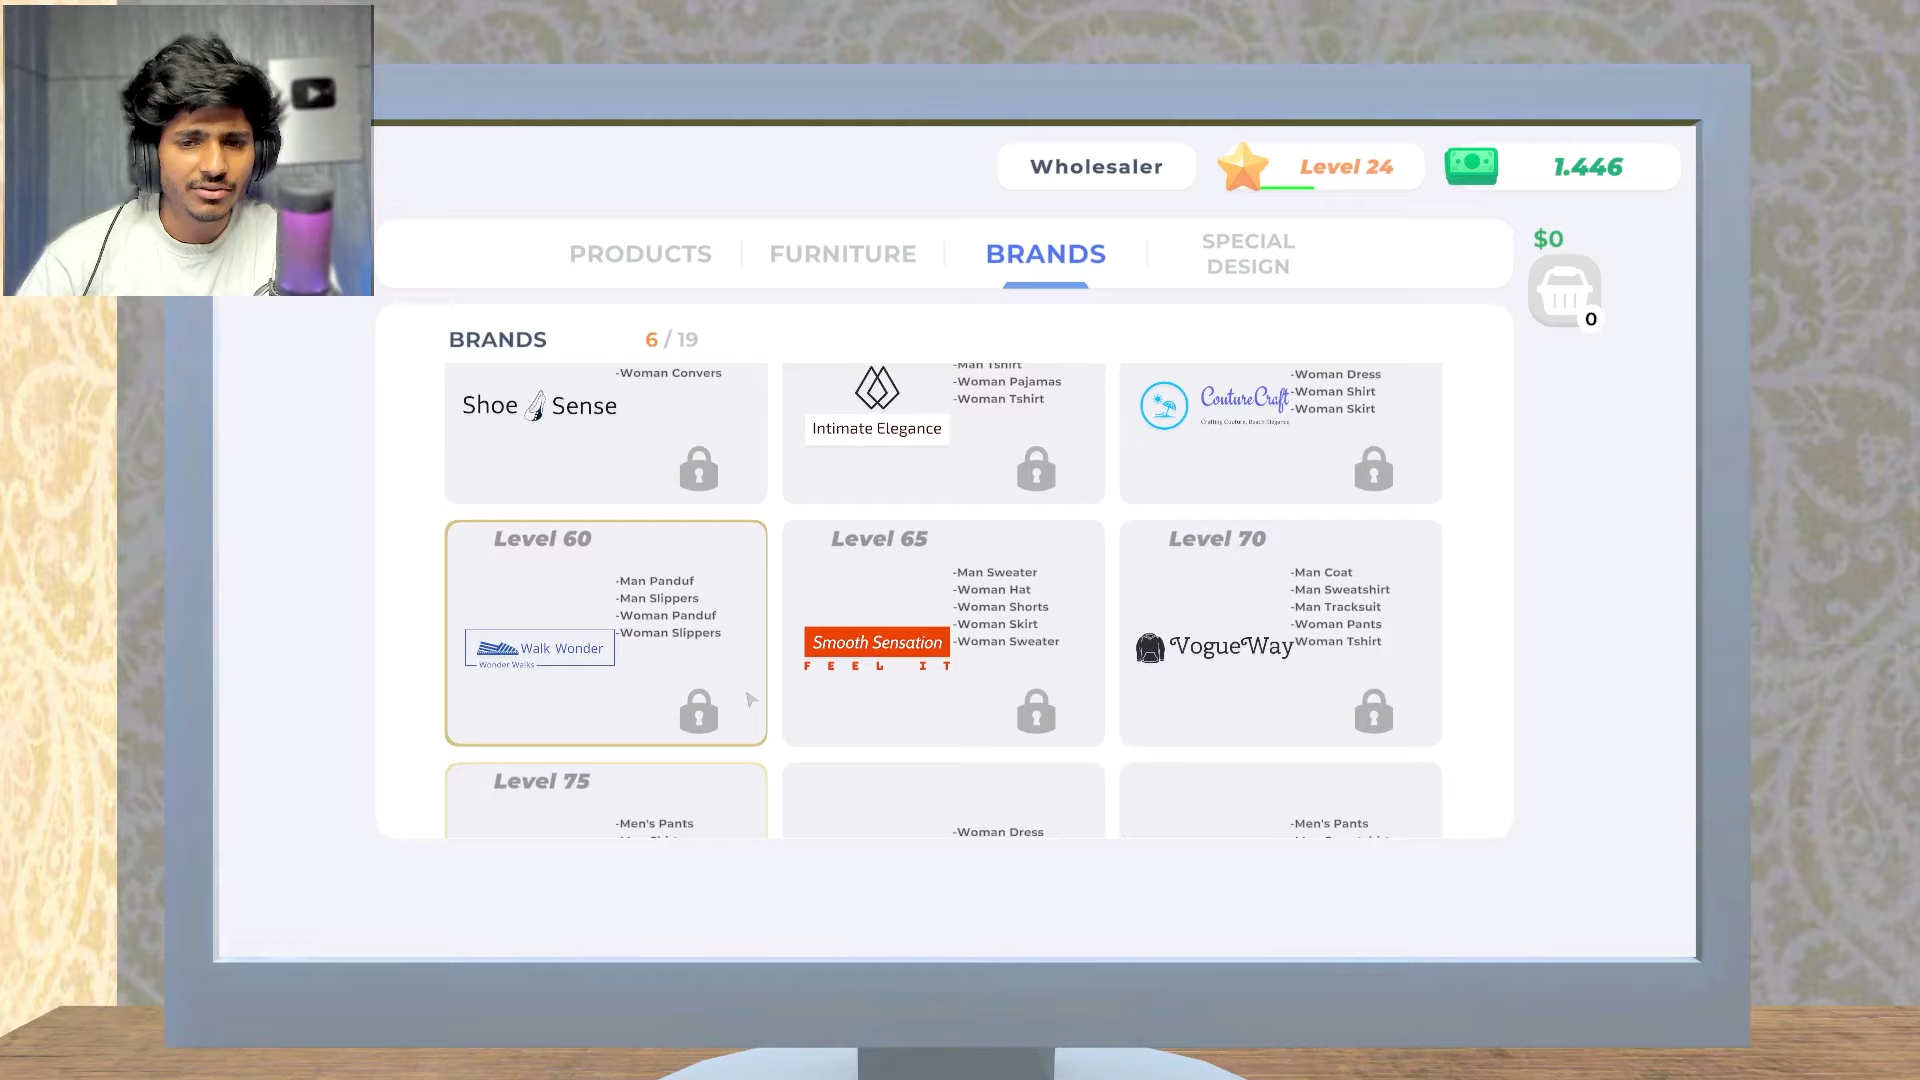 Wholesaler
Level 24
1.446
PRODUCTS
FURNITURE
BRANDS
SPECIAL
DESIGN
$0
0
BRANDS
6 / 19
-Woman Convers
Shoe Sense
-Man Tshirt
-Woman Pajamas
-Woman Tshirt
Intimate Elegance
-Woman Dress
-Woman Shirt
-Woman Skirt
CoutureCraft
Crafting Couture, Beach Elegance
Level 60
-Man Panduf
-Man Slippers
-Woman Panduf
-Woman Slippers
Walk Wonder
Wonder Walks
Level 65
-Man Sweater
-Woman Hat
-Woman Shorts
-Woman Skirt
-Woman Sweater
Smooth Sensation
FEEL IT
Level 70
-Man Coat
-Man Sweatshirt
-Man Tracksuit
-Woman Pants
-Woman Tshirt
VogueWay
Level 75
-Men's Pants
-Woman Dress
-Men's Pants